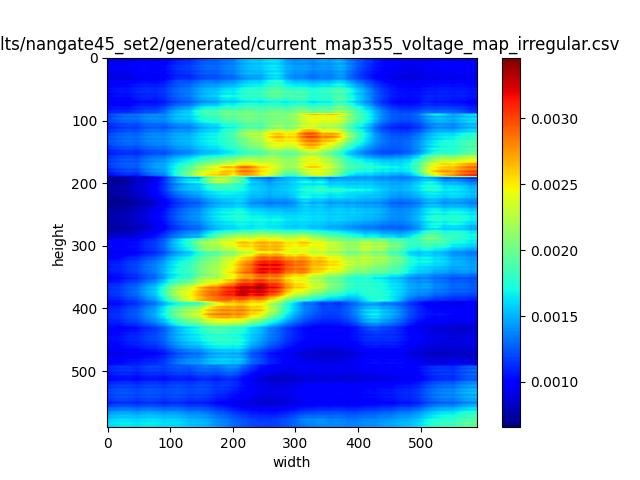 lts/nangate45_set2/generated/current_map355_voltage_map_irregular.csv
0
100
200
300
400
500
height
0 100 200 300 400 500
width
0.0030
0.0025
0.0020
0.0015
0.0010